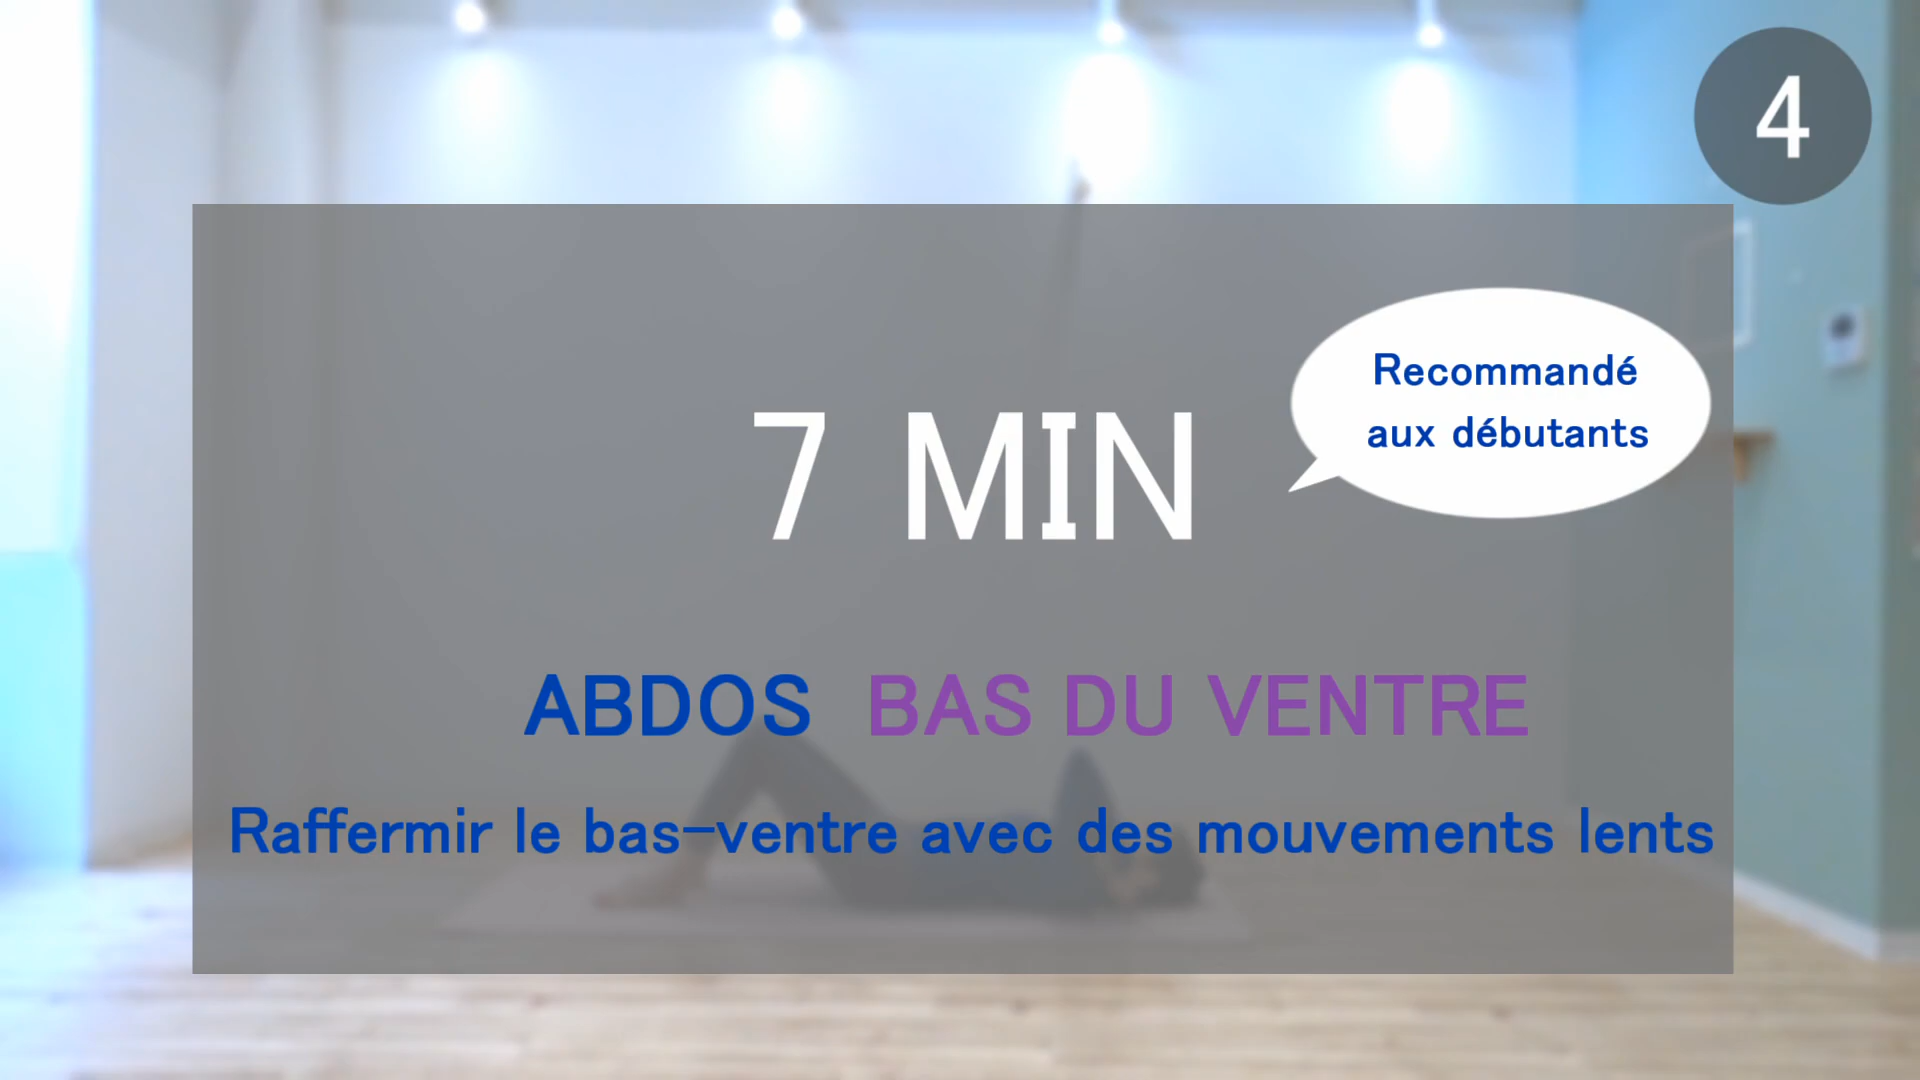 4
Recommandé
aux débutants
7 MIN
ABDOS BAS DU VENTRE
Raffermir le bas-ventre avec des mouvements lents